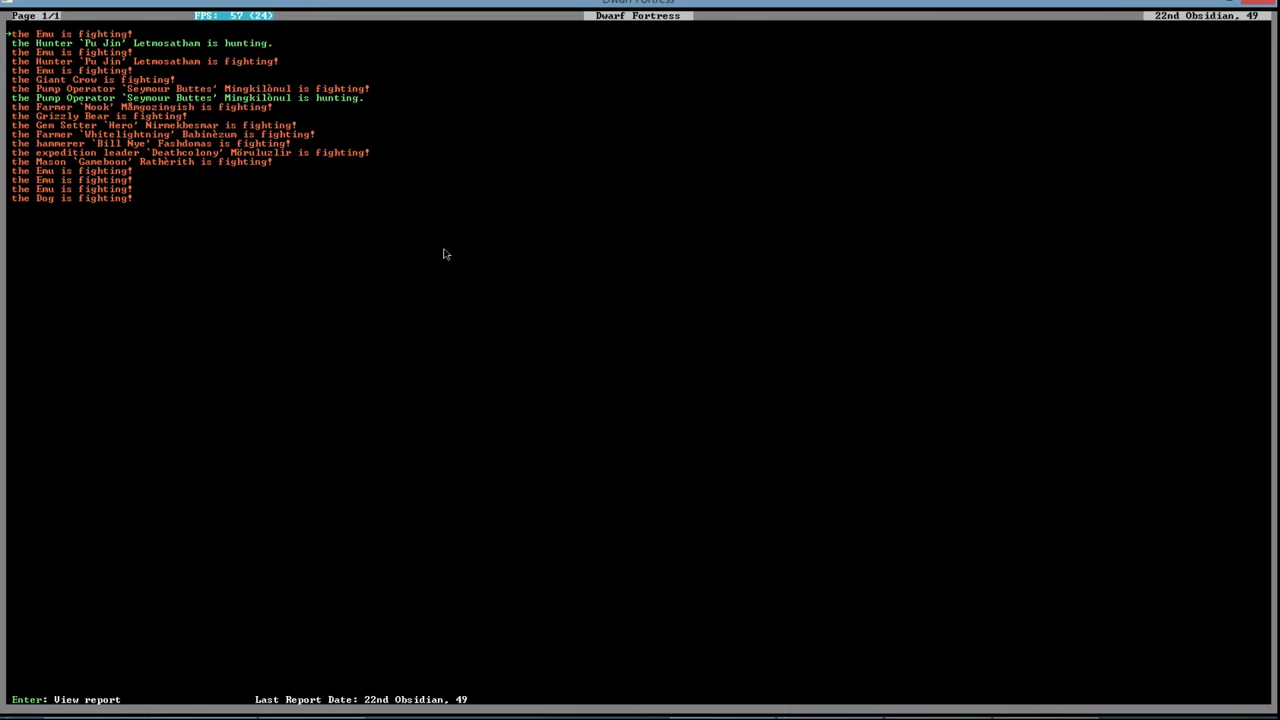 Dwarf Fortress
Page 1/1 FPS: 57 (24) Dwarf Fortress 22nd Obsidian, 49
→the Emu is fighting!
the Hunter `Pu Jin' Letmosatham is hunting.
the Emu is fighting!
the Hunter `Pu Jin' Letmosatham is fighting!
the Emu is fighting!
the Giant Crow is fighting!
the Pump Operator `Seymour Buttes' Mingkilònul is fighting!
the Pump Operator `Seymour Buttes' Mingkilònul is hunting.
the Farmer `Nook' Mângozingish is fighting!
the Grizzly Bear is fighting!
the Gem Setter `Hero' Nirmekbesmar is fighting!
the Farmer `Whitelightning' Babinèzum is fighting!
the hammerer `Bill Nye' Fashdomas is fighting!
the expedition leader `Deathcolony' Möruluzlir is fighting!
the Mason `Gameboon' Rathèrith is fighting!
the Emu is fighting!
the Emu is fighting!
the Emu is fighting!
the Dog is fighting!
Enter: View report Last Report Date: 22nd Obsidian, 49